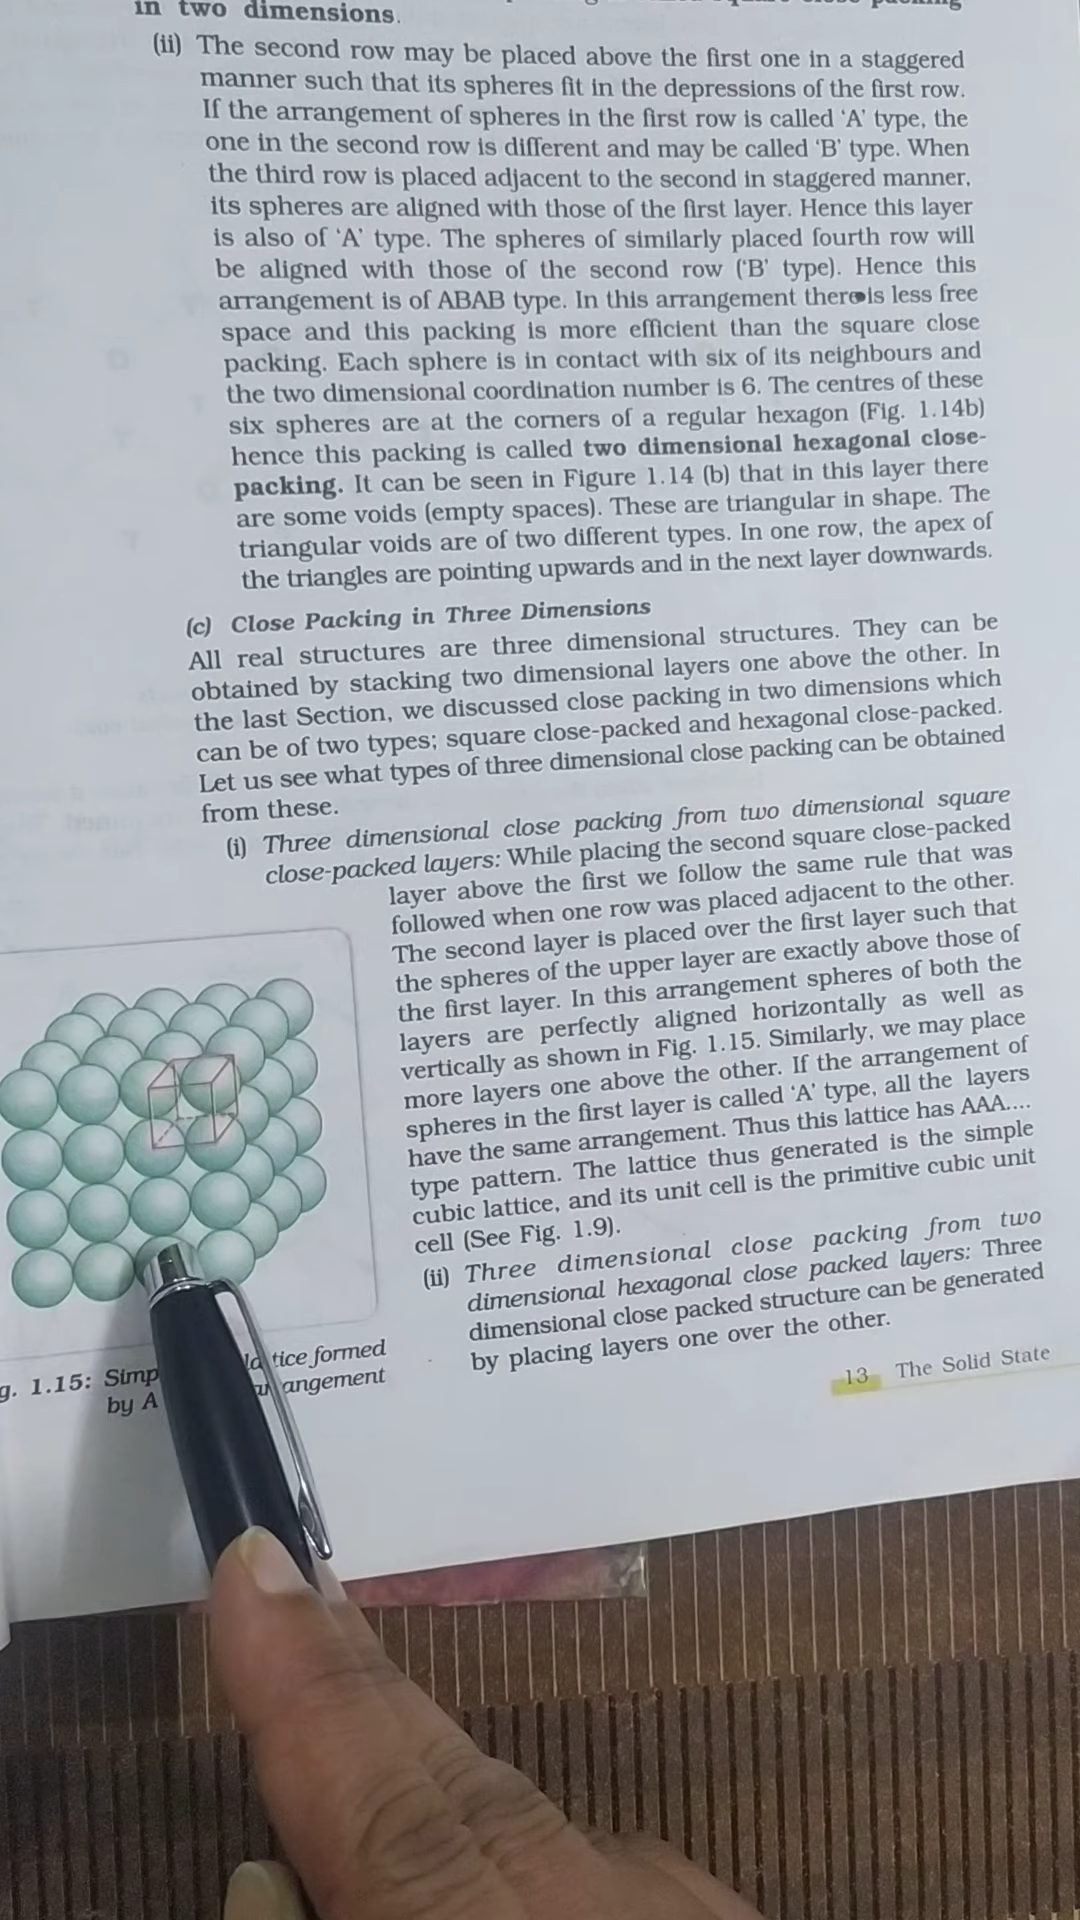 in two dimensions.
(ii) The second row may be placed above the first one in a staggered
manner such that its spheres fit in the depressions of the first row.
If the arrangement of spheres in the first row is called ‘A’ type, the
one in the second row is different and may be called ‘B’ type. When
the third row is placed adjacent to the second in staggered manner,
its spheres are aligned with those of the first layer. Hence this layer
is also of ‘A’ type. The spheres of similarly placed fourth row will
be aligned with those of the second row (‘B’ type). Hence this
arrangement is of ABAB type. In this arrangement there is less free
space and this packing is more efficient than the square close
packing. Each sphere is in contact with six of its neighbours and
the two dimensional coordination number is 6. The centres of these
six spheres are at the corners of a regular hexagon (Fig. 1.14b)
hence this packing is called two dimensional hexagonal close-
packing. It can be seen in Figure 1.14 (b) that in this layer there
are some voids (empty spaces). These are triangular in shape. The
triangular voids are of two different types. In one row, the apex of
the triangles are pointing upwards and in the next layer downwards.
(c) Close Packing in Three Dimensions
All real structures are three dimensional structures. They can be
obtained by stacking two dimensional layers one above the other. In
the last Section, we discussed close packing in two dimensions which
can be of two types; square close-packed and hexagonal close-packed.
Let us see what types of three dimensional close packing can be obtained
from these.
(i) Three dimensional close packing from two dimensional square
close-packed layers: While placing the second square close-packed
layer above the first we follow the same rule that was
followed when one row was placed adjacent to the other.
The second layer is placed over the first layer such that
the spheres of the upper layer are exactly above those of
the first layer. In this arrangement spheres of both the
layers are perfectly aligned horizontally as well as
vertically as shown in Fig. 1.15. Similarly, we may place
more layers one above the other. If the arrangement of
spheres in the first layer is called ‘A’ type, all the layers
have the same arrangement. Thus this lattice has AAA....
type pattern. The lattice thus generated is the simple
cubic lattice, and its unit cell is the primitive cubic unit
cell (See Fig. 1.9).
(ii) Three dimensional close packing from two
dimensional hexagonal close packed layers: Three
dimensional close packed structure can be generated
by placing layers one over the other.
g. 1.15: Simp lattice formed
by A arrangement
13 The Solid State